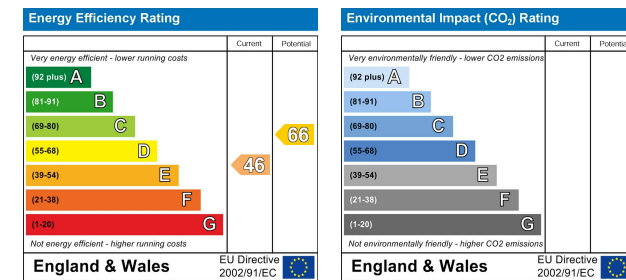 Energy Efficiency Rating
Current Potential
Very energy efficient - lower running costs
(92 plus) A
(81-91) B
(69-80) C
(55-68) D
(39-54) E
(21-38) F
(1-20) G
46
66
Not energy efficient - higher running costs
England & Wales
EU Directive
2002/91/EC
Environmental Impact (CO₂) Rating
Current Potential
Very environmentally friendly - lower CO2 emissions
(92 plus) A
(81-91) B
(69-80) C
(55-68) D
(39-54) E
(21-38) F
(1-20) G
Not environmentally friendly - higher CO2 emissions
England & Wales
EU Directive
2002/91/EC